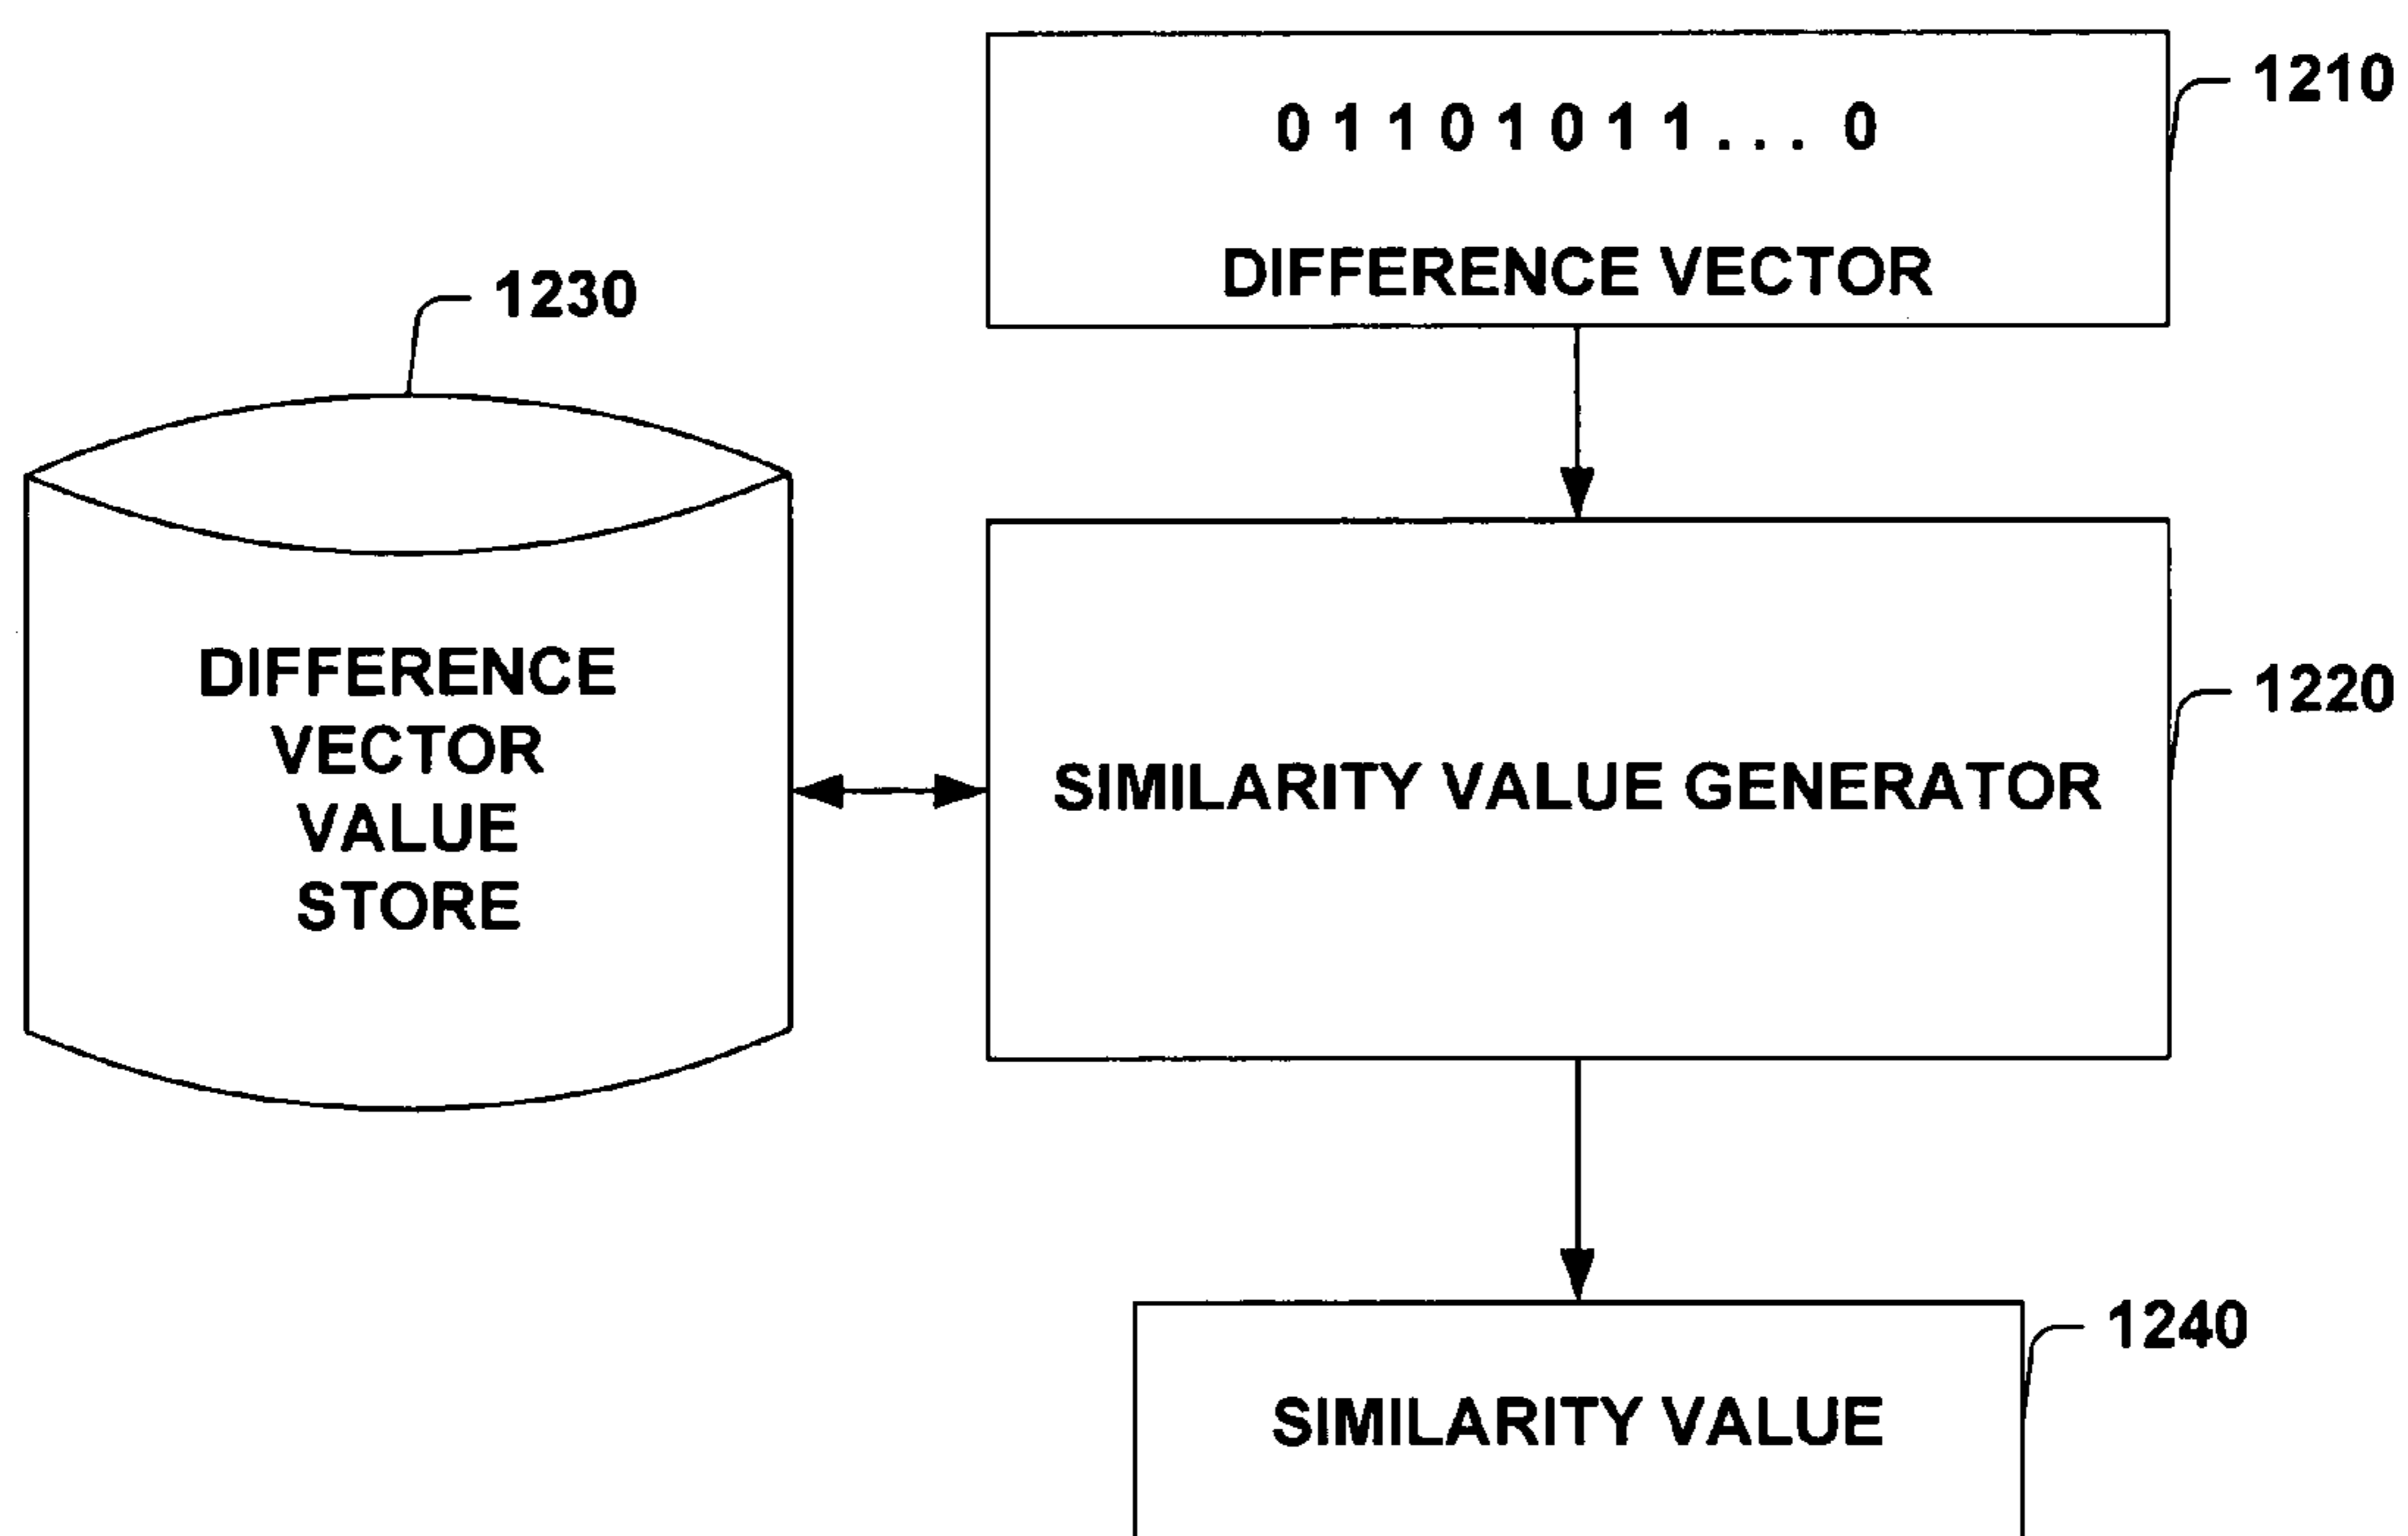 0 1 1 0 1 0 1 1 . . . 0
1210
DIFFERENCE VECTOR
1230
DIFFERENCE
VECTOR
VALUE
STORE
SIMILARITY VALUE GENERATOR
1220
SIMILARITY VALUE
1240